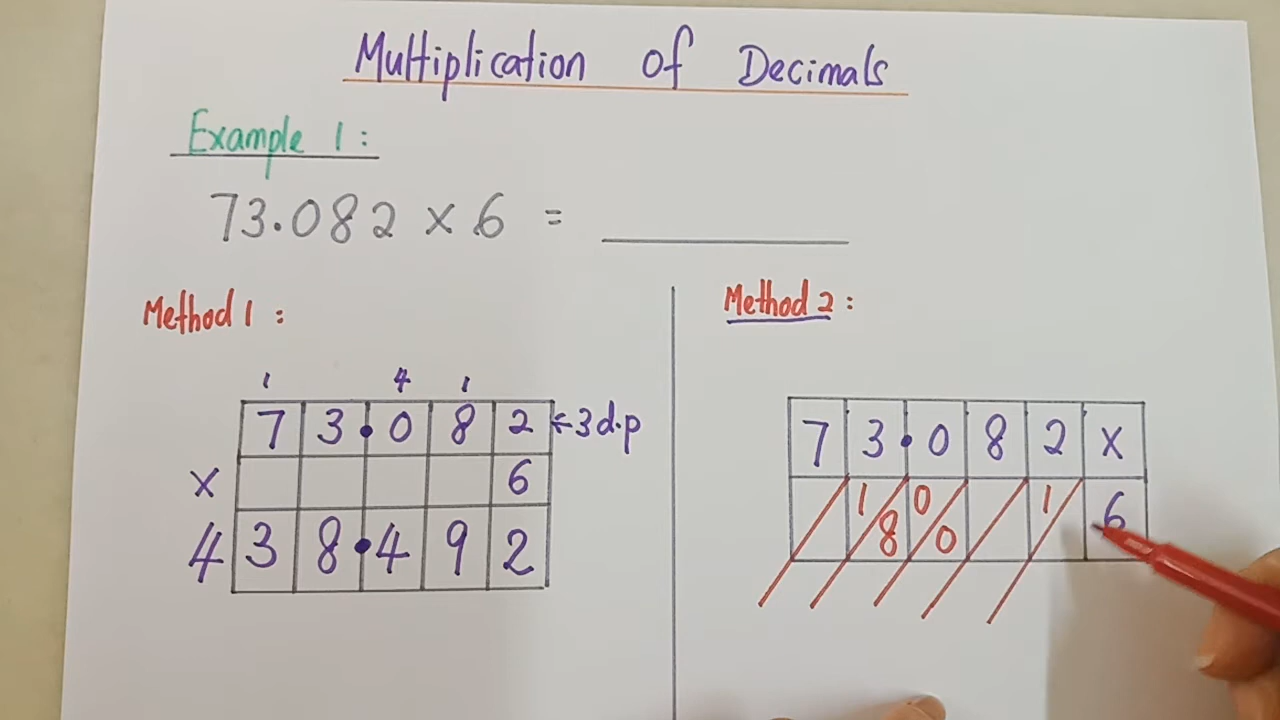 Multiplication of Decimals
Example 1:
73.082 × 6 =
Method 1:
1 4 1
7 3 . 0 8 2 ← 3 d.p
× 6
4 3 8 . 4 9 2
Method 2:
7 3 . 0 8 2 ×
1 0 1 6
8 0